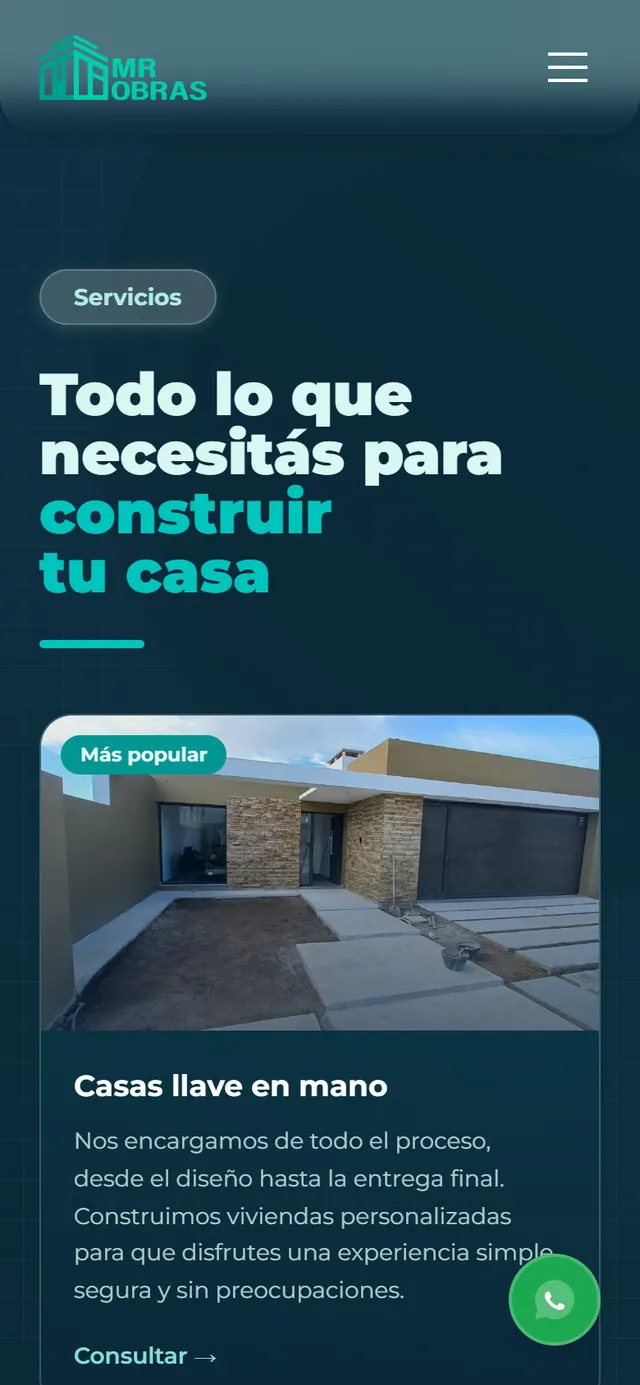 MR
OBRAS
Servicios
Todo lo que
necesitás para
construir
tu casa
Más popular
Casas llave en mano
Nos encargamos de todo el proceso,
desde el diseño hasta la entrega final.
Construimos viviendas personalizadas
para que disfrutes una experiencia simple,
segura y sin preocupaciones.
Consultar →